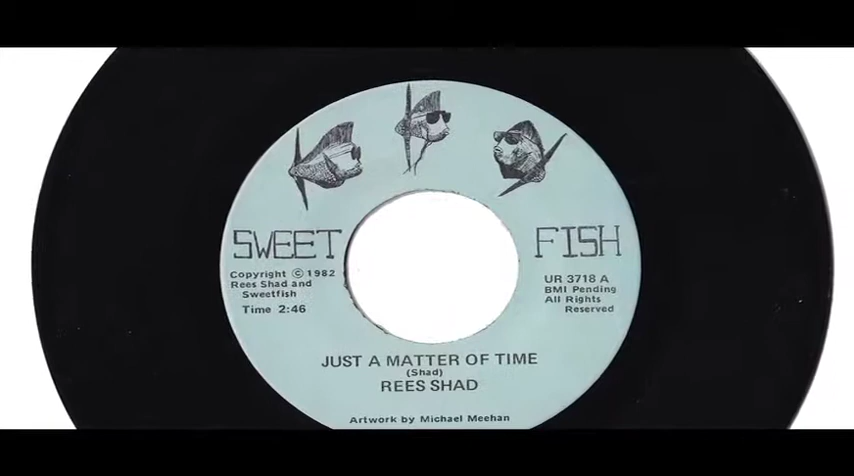 SWEET FISH
Copyright © 1982
Rees Shad and
Sweetfish
Time 2:46
UR 3718 A
BMI Pending
All Rights
Reserved
JUST A MATTER OF TIME
(Shad)
REES SHAD
Artwork by Michael Meehan